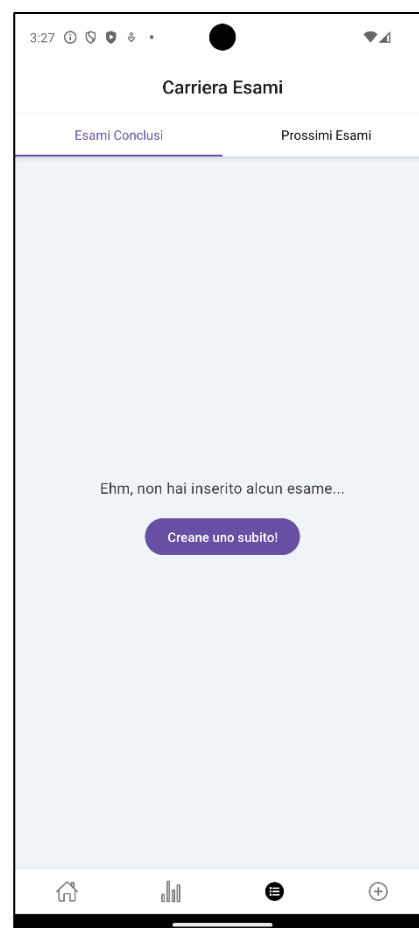 3:27
Carriera Esami
Esami Conclusi
Prossimi Esami
Ehm, non hai inserito alcun esame...
Creane uno subito!